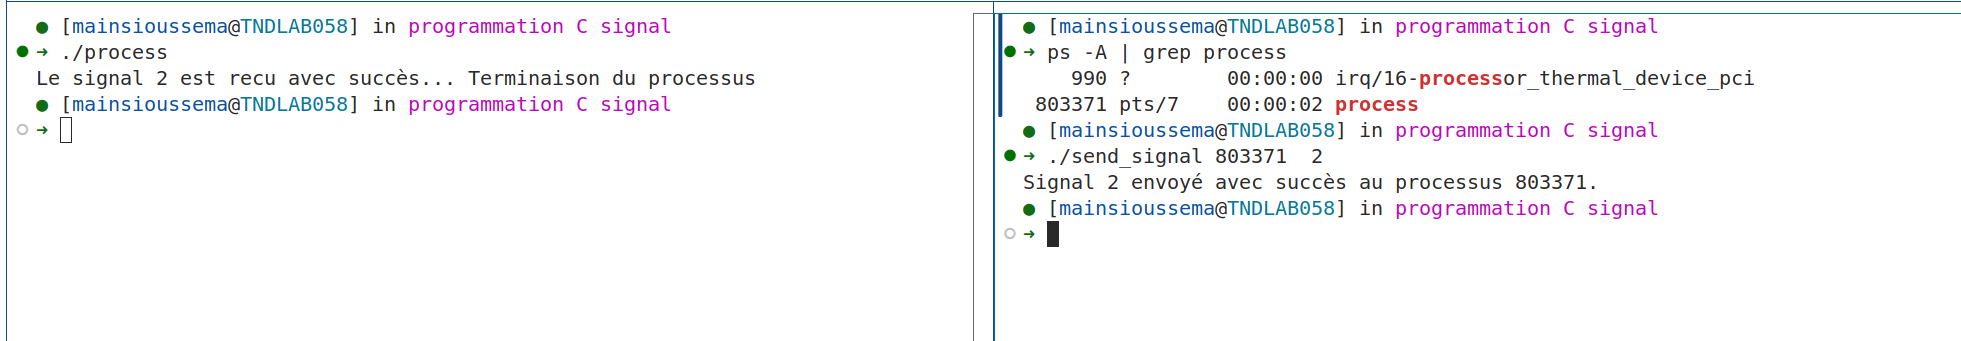 ● [mainsioussema@TNDLAB058] in programmation C signal
● → ./process
Le signal 2 est recu avec succès... Terminaison du processus
● [mainsioussema@TNDLAB058] in programmation C signal
○ →
● [mainsioussema@TNDLAB058] in programmation C signal
● → ps -A | grep process
990 ? 00:00:00 irq/16-processor_thermal_device_pci
803371 pts/7 00:00:02 process
● [mainsioussema@TNDLAB058] in programmation C signal
● → ./send_signal 803371 2
Signal 2 envoyé avec succès au processus 803371.
● [mainsioussema@TNDLAB058] in programmation C signal
○ →